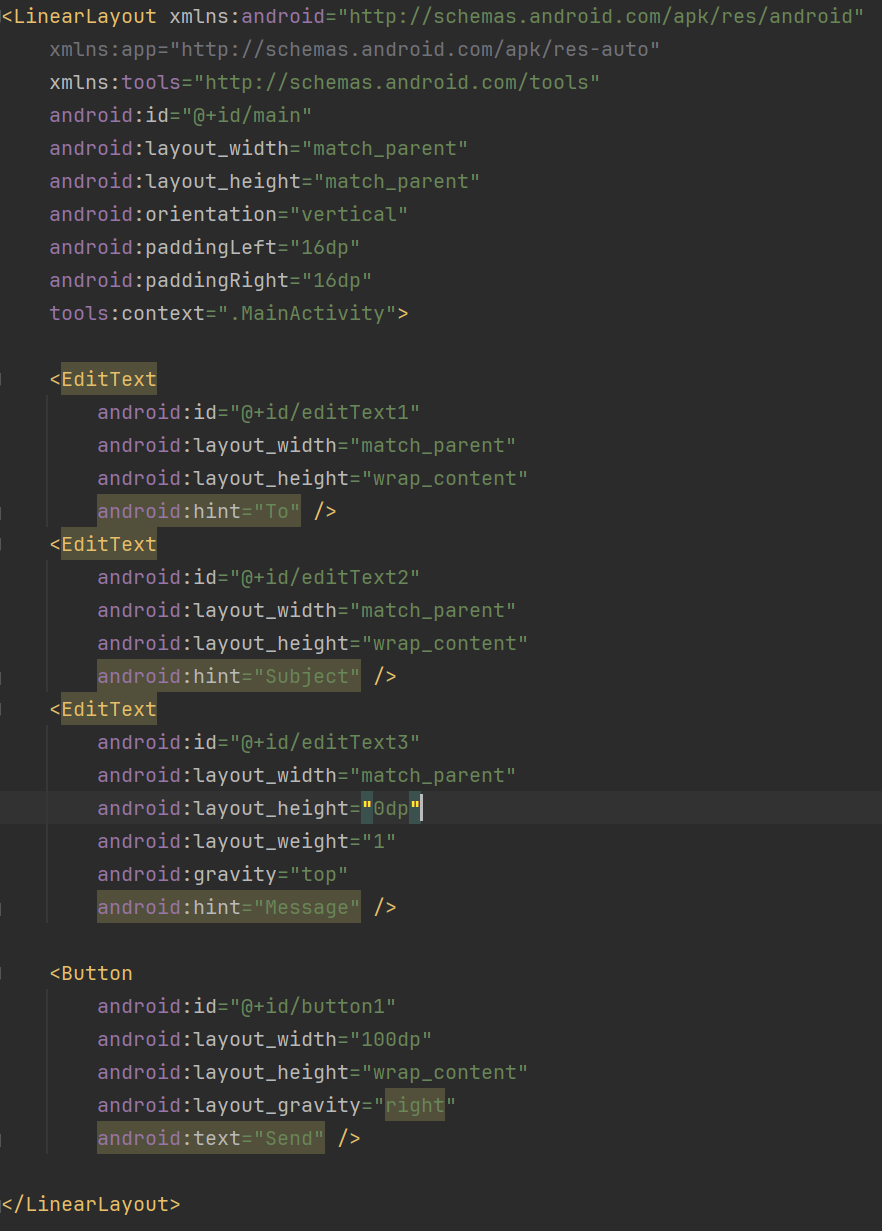 <LinearLayout xmlns:android="http://schemas.android.com/apk/res/android"
    xmlns:app="http://schemas.android.com/apk/res-auto"
    xmlns:tools="http://schemas.android.com/tools"
    android:id="@+id/main"
    android:layout_width="match_parent"
    android:layout_height="match_parent"
    android:orientation="vertical"
    android:paddingLeft="16dp"
    android:paddingRight="16dp"
    tools:context=".MainActivity">

    <EditText
        android:id="@+id/editText1"
        android:layout_width="match_parent"
        android:layout_height="wrap_content"
        android:hint="To" />
    <EditText
        android:id="@+id/editText2"
        android:layout_width="match_parent"
        android:layout_height="wrap_content"
        android:hint="Subject" />
    <EditText
        android:id="@+id/editText3"
        android:layout_width="match_parent"
        android:layout_height="0dp"
        android:layout_weight="1"
        android:gravity="top"
        android:hint="Message" />

    <Button
        android:id="@+id/button1"
        android:layout_width="100dp"
        android:layout_height="wrap_content"
        android:layout_gravity="right"
        android:text="Send" />

</LinearLayout>